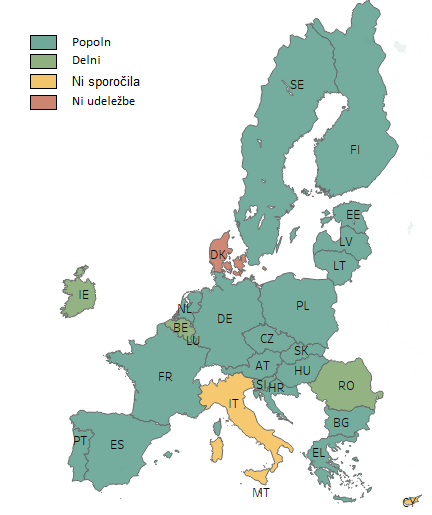 Popoln
Delni
Ni sporočila
Ni udeležbe
SE
FI
EE
LV
LT
DK
IE
NL
BE
LU
DE
PL
CZ
SK
AT
HU
SI
HR
RO
FR
IT
BG
PT
ES
EL
MT
CY